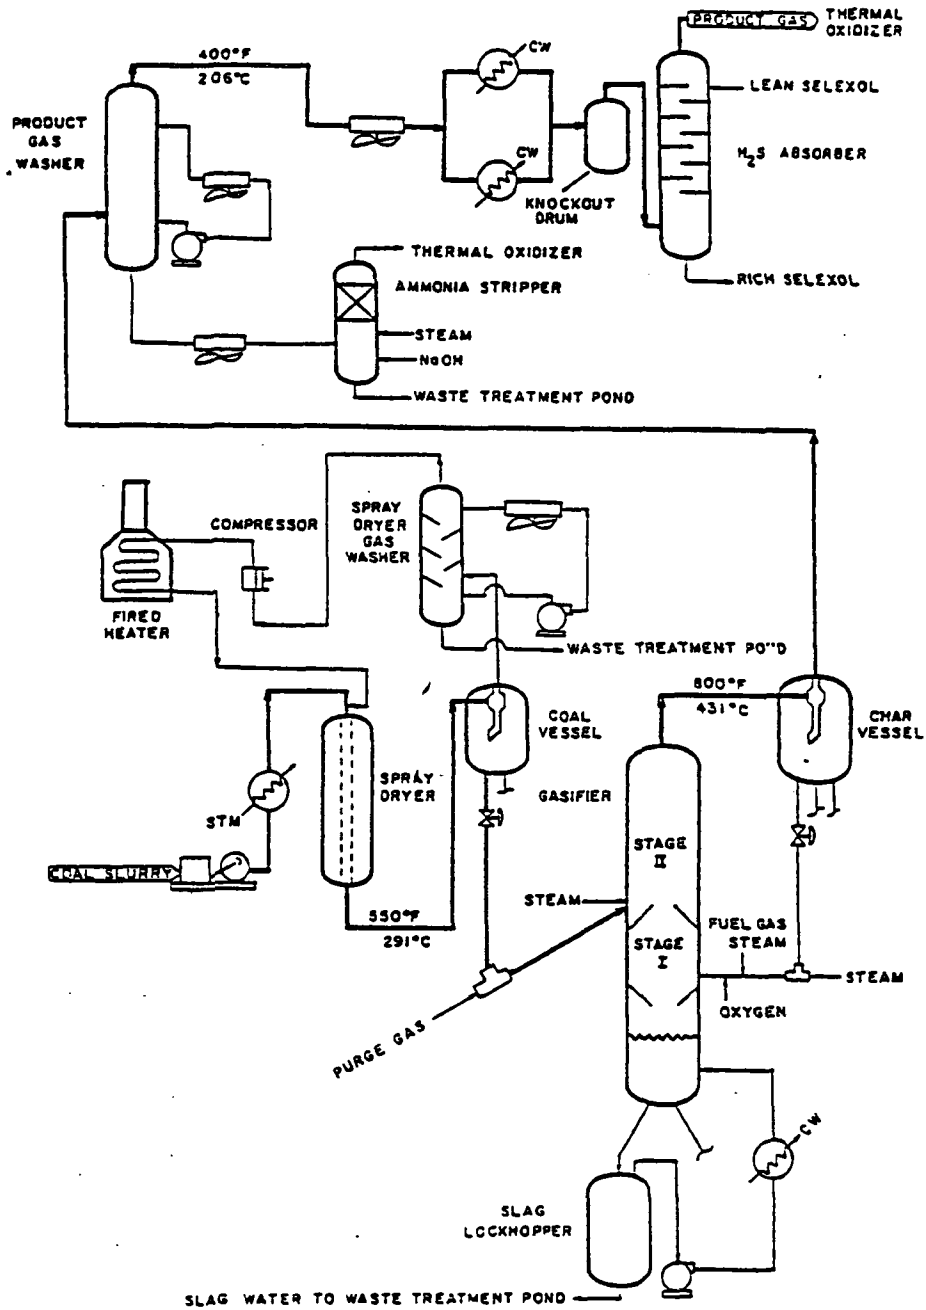 PRODUCT GAS
THERMAL
OXIDIZER
400°F
206°C
CW
LEAN SELEXOL
PRODUCT
GAS
WASHER
CW
H2S ABSORBER
KNOCKOUT
DRUM
THERMAL OXIDIZER
RICH SELEXOL
AMMONIA STRIPPER
STEAM
NaOH
WASTE TREATMENT POND
COMPRESSOR
SPRAY
DRYER
GAS
WASHER
FIRED
HEATER
WASTE TREATMENT PO"D
800°F
431°C
COAL
VESSEL
CHAR
VESSEL
SPRAY
DRYER
GASIFIER
STM
STAGE
II
COAL SLURRY
STEAM
550°F
291°C
STAGE
I
FUEL GAS
STEAM
STEAM
OXYGEN
PURGE GAS
CW
SLAG
LOCKHOPPER
SLAG WATER TO WASTE TREATMENT POND